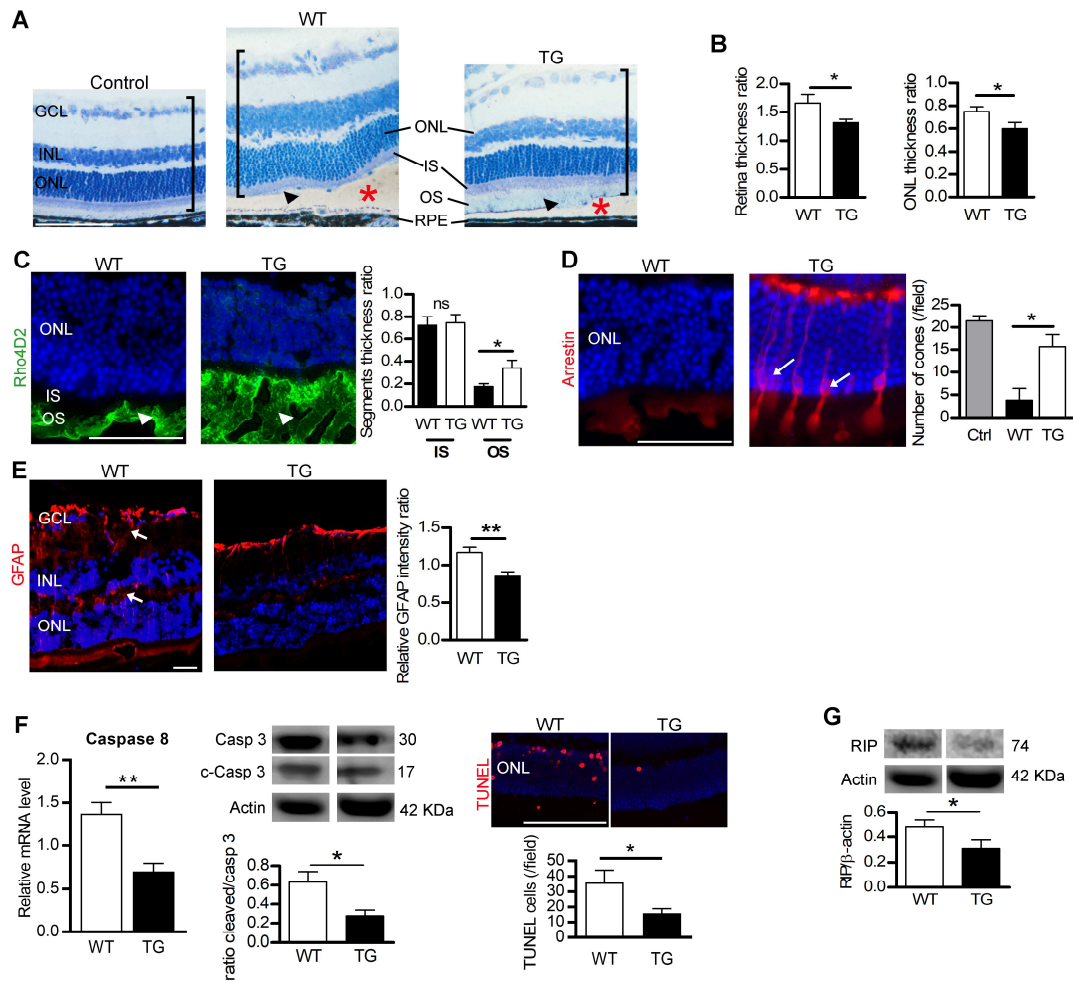 A
Control
WT
TG
GCL
INL
ONL
ONL
IS
OS
RPE
*
*
B
Retina thickness ratio
2.0
1.5
1.0
0.5
0.0
*
WT TG
ONL thickness ratio
1.0
0.8
0.6
0.4
0.2
0
*
WT TG
C
WT
TG
Rho4D2
ONL
IS
OS
Segments thickness ratio
1.0
0.8
0.6
0.4
0.2
0.0
ns
*
WT TG WT TG
IS OS
D
WT
TG
Arrestin
ONL
Number of cones (/field)
25
20
15
10
5
0
*
Ctrl WT TG
E
WT
TG
GFAP
GCL
INL
ONL
Relative GFAP intensity ratio
1.5
1.0
0.5
0.0
**
WT TG
F
Caspase 8
Relative mRNA level
2.0
1.5
1.0
0.5
0.0
**
WT TG
Casp 3 30
c-Casp 3 17
Actin 42 KDa
ratio cleaved/casp 3
0.8
0.6
0.4
0.2
0.0
*
WT TG
WT
TG
TUNEL
ONL
TUNEL cells (/field)
50
40
30
20
10
0
*
WT TG
G
RIP 74
Actin 42 KDa
RIP/β-actin
0.6
0.4
0.2
0.0
*
WT TG